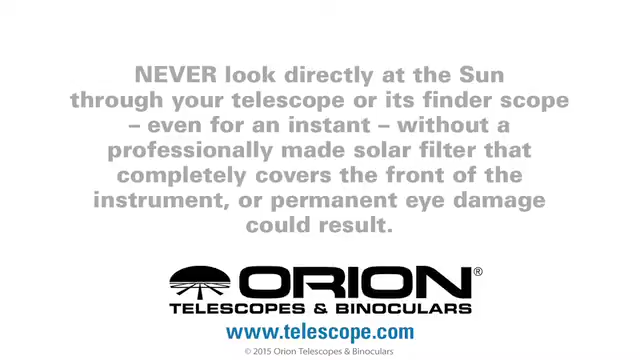 NEVER look directly at the Sun
through your telescope or its finder scope
– even for an instant – without a
professionally made solar filter that
completely covers the front of the
instrument, or permanent eye damage
could result.
ORION®
TELESCOPES & BINOCULARS
www.telescope.com
© 2015 Orion Telescopes & Binoculars